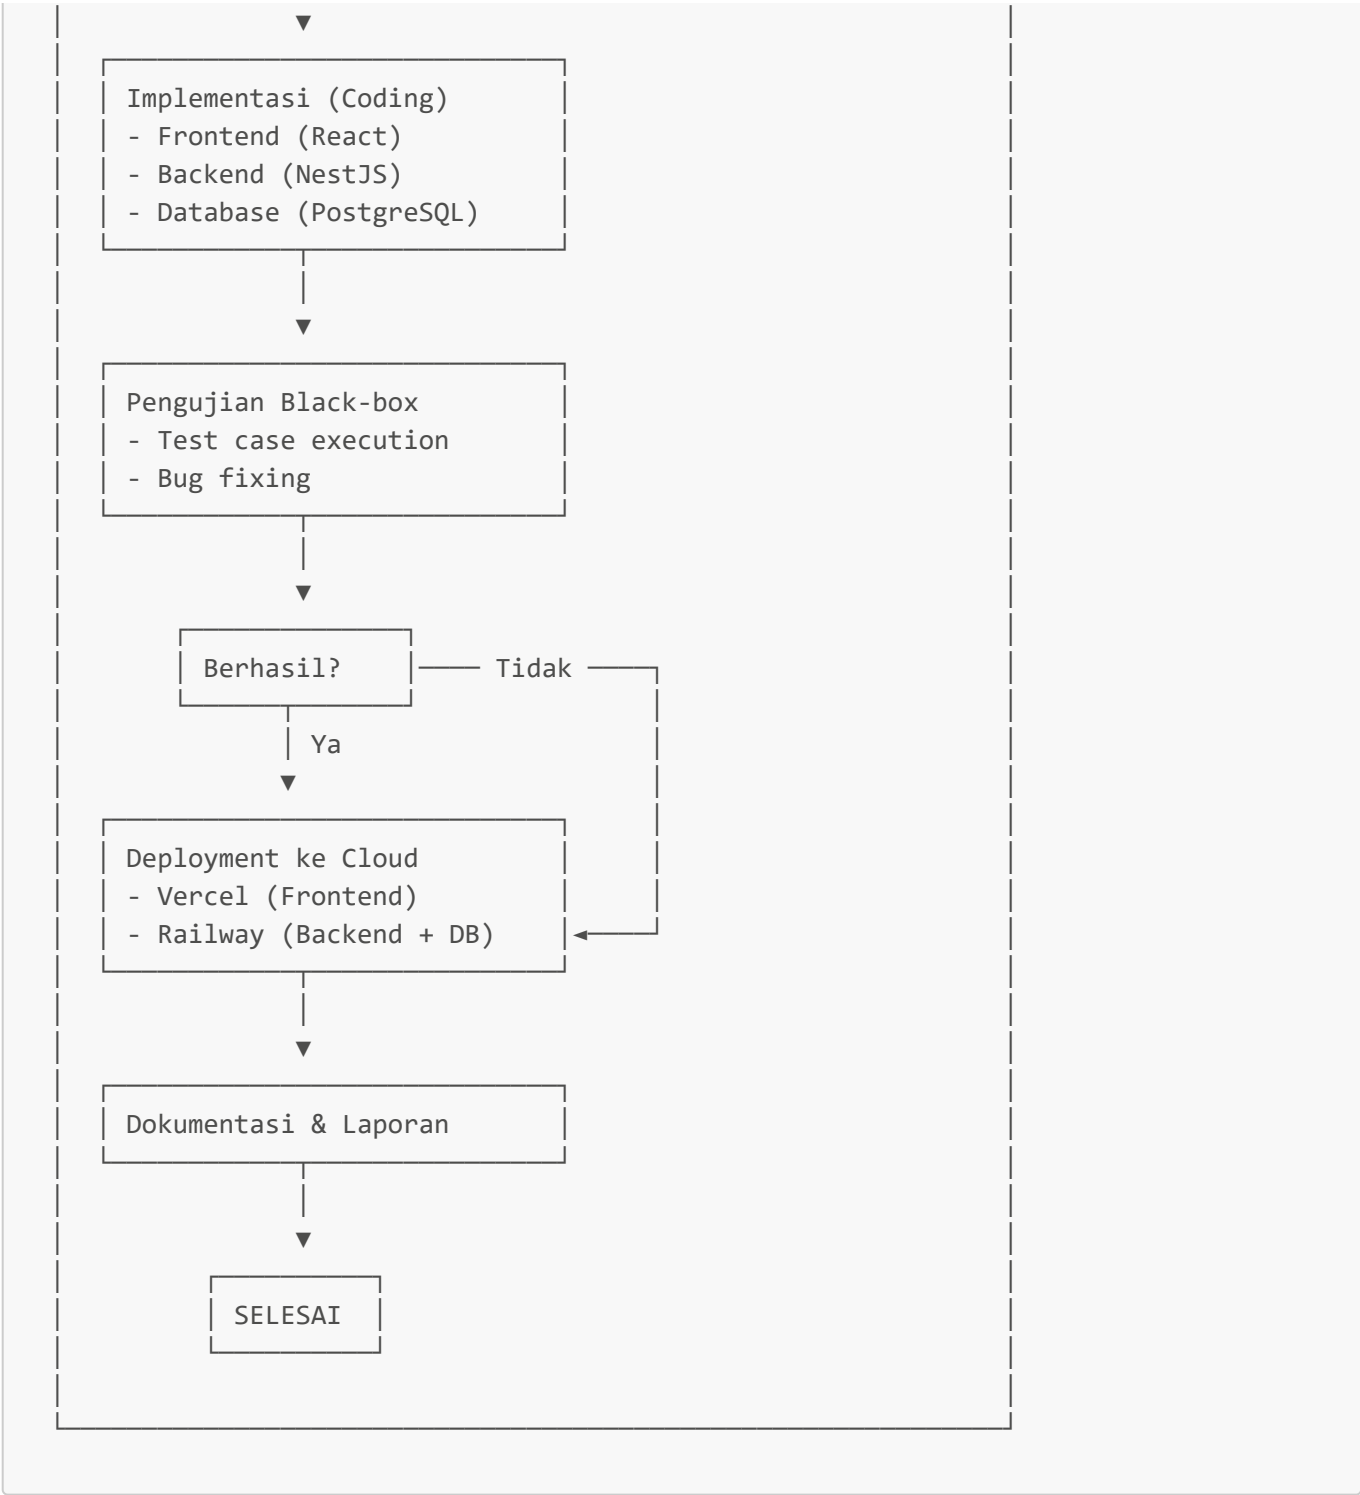 Implementasi (Coding)
- Frontend (React)
- Backend (NestJS)
- Database (PostgreSQL)
Pengujian Black-box
- Test case execution
- Bug fixing
Berhasil?
Tidak
Ya
Deployment ke Cloud
- Vercel (Frontend)
- Railway (Backend + DB)
Dokumentasi & Laporan
SELESAI